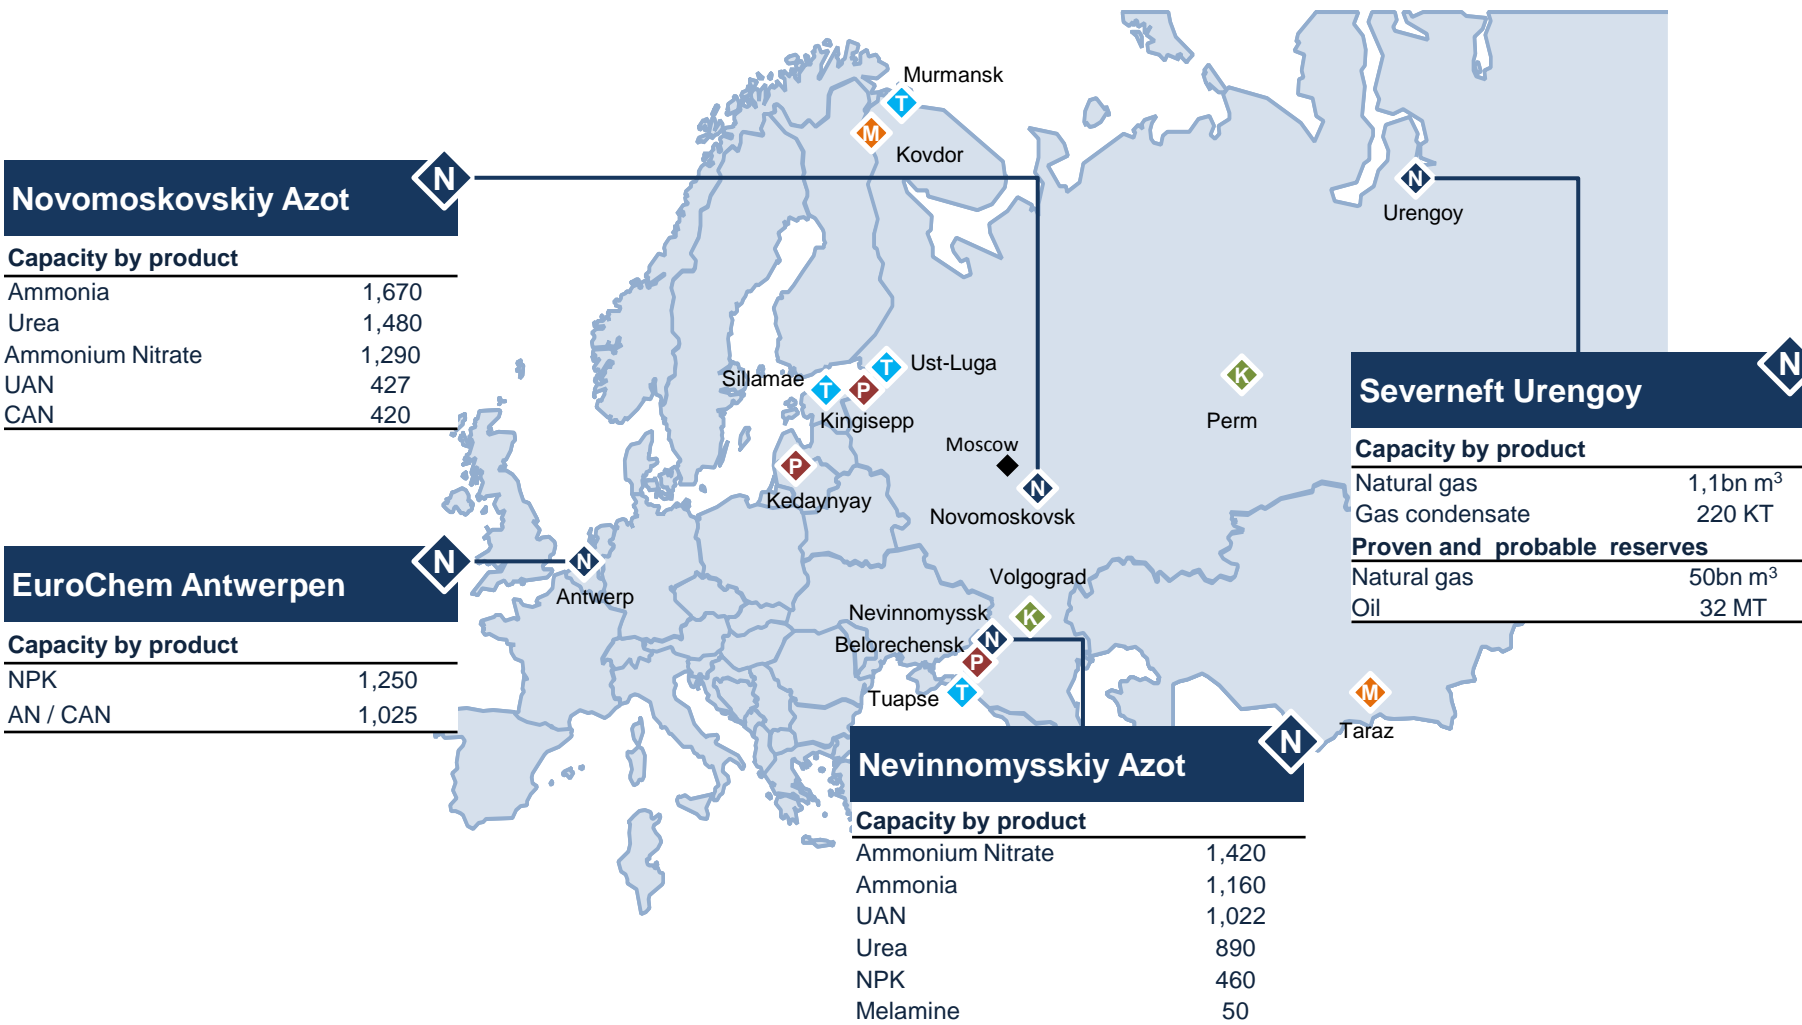 Murmansk
T
M
Kovdor
Novomoskovskiy Azot
N
Capacity by product
Ammonia 1,670
Urea 1,480
Ammonium Nitrate 1,290
UAN 427
CAN 420
N
Urengoy
Sillamae
T
P
T
Ust-Luga
Kingisepp
K
Perm
Moscow
P
Kedaynyay
N
Novomoskovsk
Severneft Urengoy
N
Capacity by product
Natural gas 1,1bn m³
Gas condensate 220 KT
Proven and probable reserves
Natural gas 50bn m³
Oil 32 MT
EuroChem Antwerpen
N
N
Antwerp
Capacity by product
NPK 1,250
AN / CAN 1,025
Volgograd
Nevinnomyssk
K
N
Belorechensk
P
Tuapse
T
M
Taraz
Nevinnomysskiy Azot
N
Capacity by product
Ammonium Nitrate 1,420
Ammonia 1,160
UAN 1,022
Urea 890
NPK 460
Melamine 50